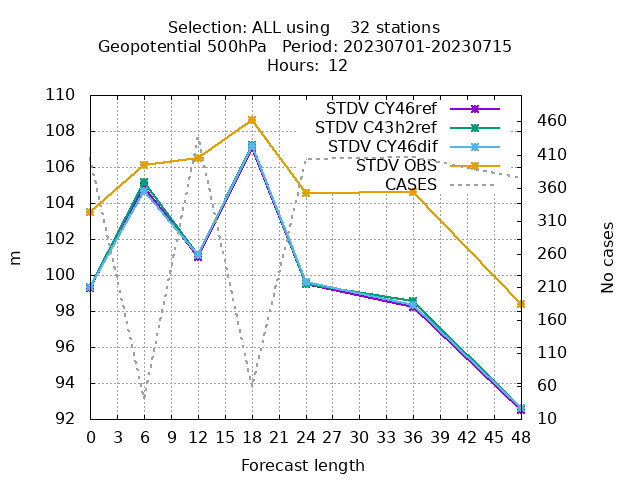 Selection: ALL using    32 stations
Geopotential 500hPa   Period: 20230701-20230715
Hours:  12
STDV CY46ref
STDV C43h2ref
STDV CY46dif
STDV OBS
CASES
110
108
106
104
102
100
98
96
94
92
m
460
410
360
310
260
210
160
110
60
10
No cases
0 3 6 9 12 15 18 21 24 27 30 33 36 39 42 45 48
Forecast length